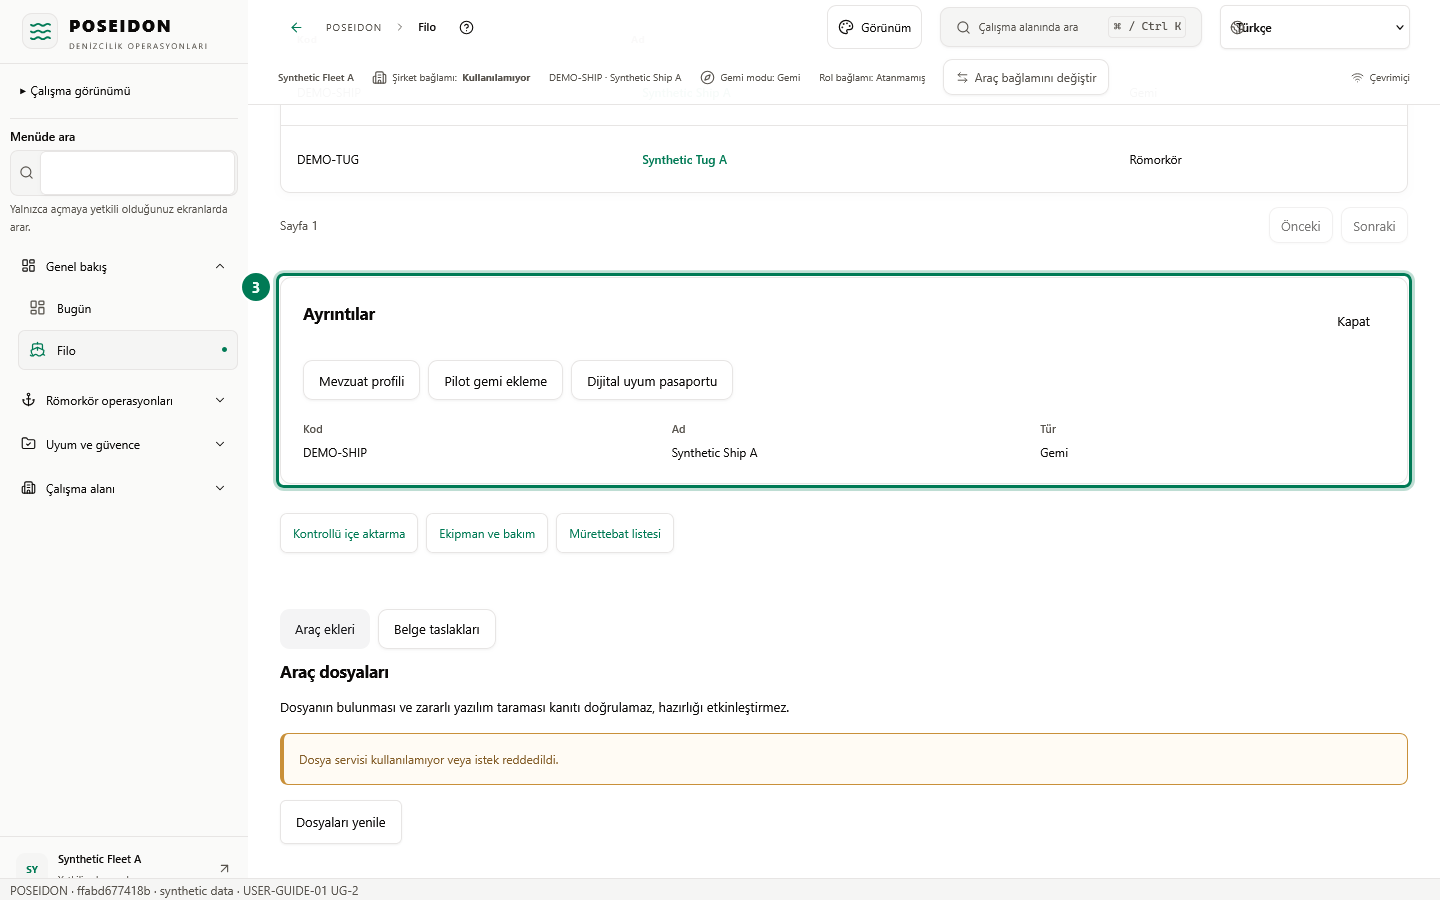 POSEIDON
DENİZCİLİK OPERASYONLARI
Çalışma görünümü
Menüde ara
Yalnızca açmaya yetkili olduğunuz ekranlarda
arar.
Genel bakış
Bugün
Filo
Römorkör operasyonları
Uyum ve güvence
Çalışma alanı
SY
Synthetic Fleet A
POSEIDON
Filo
Görünüm
Çalışma alanında ara
⌘ / Ctrl K
Türkçe
Synthetic Fleet A
Şirket bağlamı: Kullanılamıyor
DEMO-SHIP · Synthetic Ship A
Gemi modu: Gemi
Rol bağlamı: Atanmamış
Araç bağlamını değiştir
Çevrimiçi
DEMO-SHIP
Synthetic Ship A
Gemi
DEMO-TUG
Synthetic Tug A
Römorkör
Sayfa 1
Önceki
Sonraki
3
Ayrıntılar
Kapat
Mevzuat profili
Pilot gemi ekleme
Dijital uyum pasaportu
Kod
Ad
Tür
DEMO-SHIP
Synthetic Ship A
Gemi
Kontrollü içe aktarma
Ekipman ve bakım
Mürettebat listesi
Araç ekleri
Belge taslakları
Araç dosyaları
Dosyanın bulunması ve zararlı yazılım taraması kanıtı doğrulamaz, hazırlığı etkinleştirmez.
Dosya servisi kullanılamıyor veya istek reddedildi.
Dosyaları yenile
POSEIDON · ffabd677418b · synthetic data · USER-GUIDE-01 UG-2